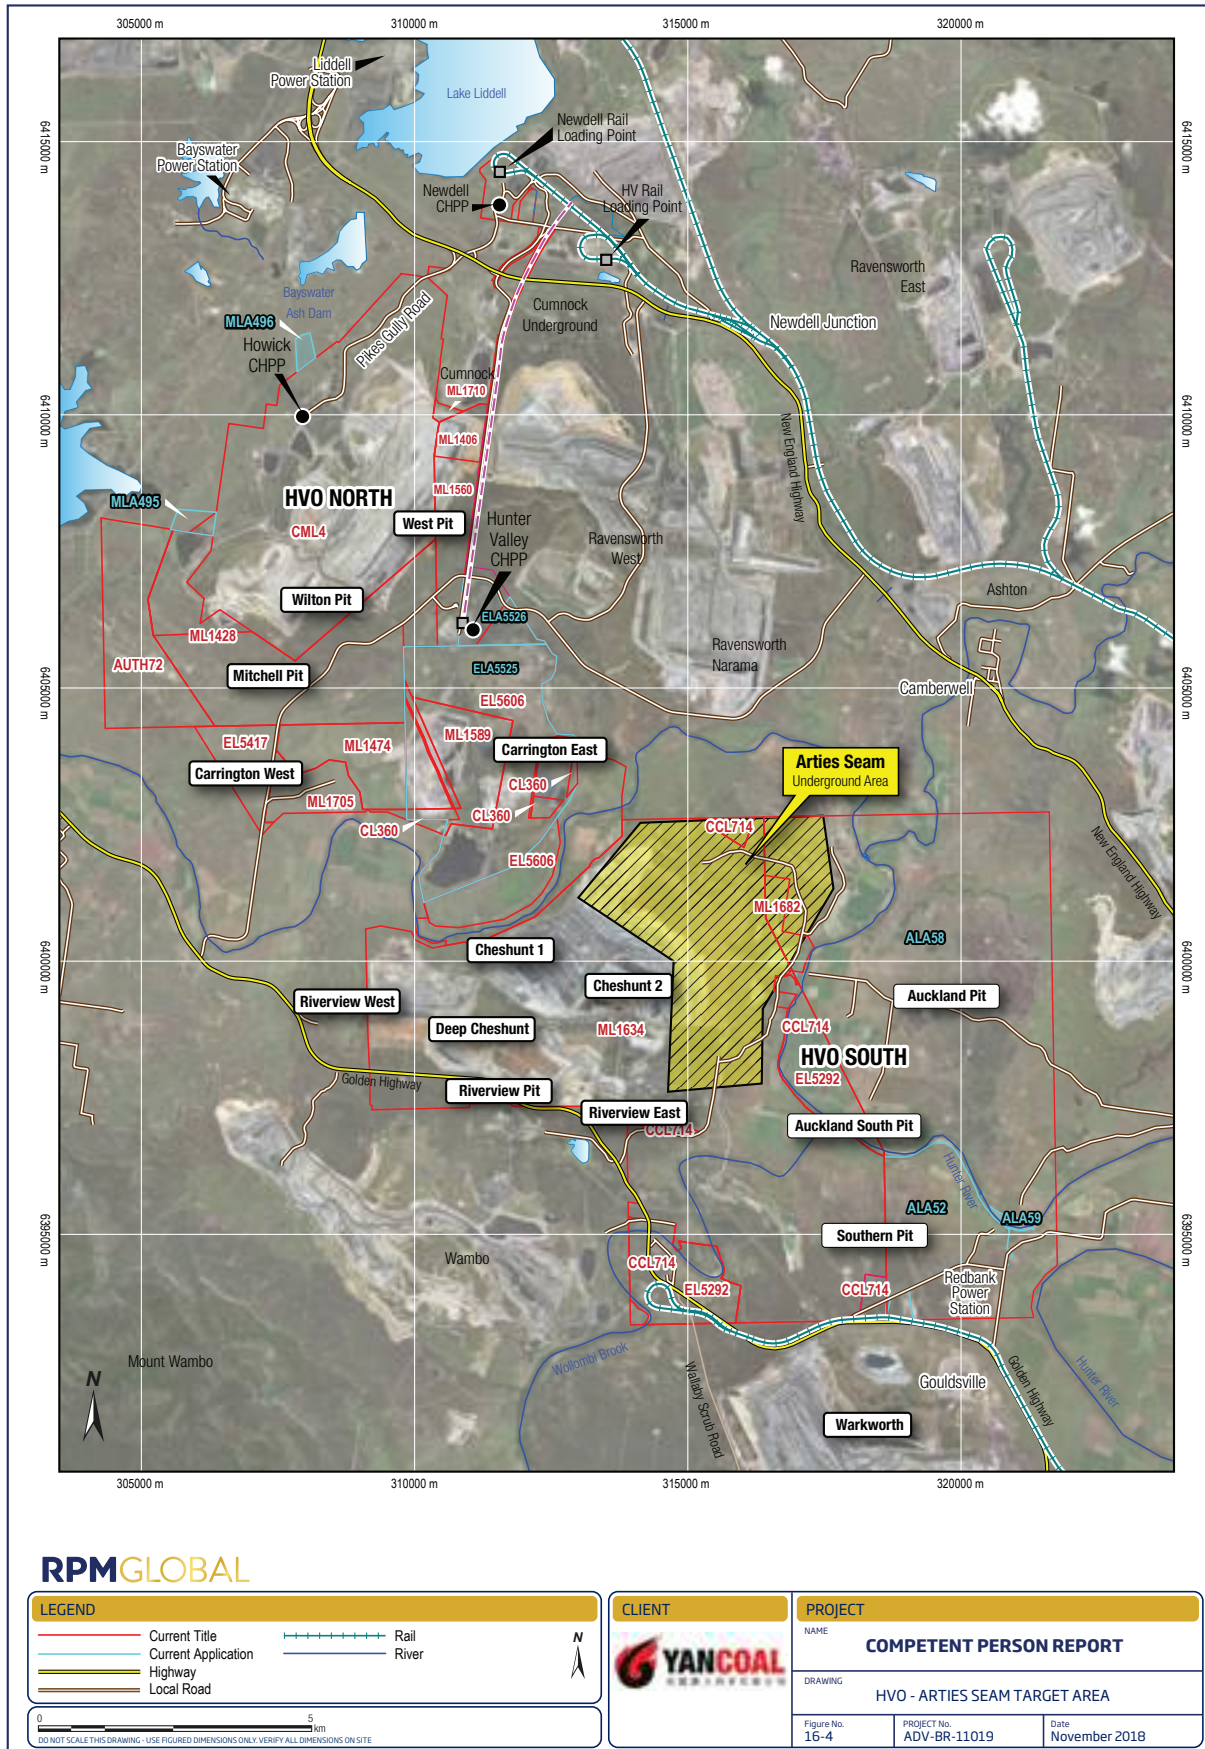 305000 m
310000 m
315000 m
320000 m
6415000 m
6410000 m
6405000 m
6400000 m
6395000 m
6415000 m
6410000 m
6405000 m
6400000 m
6395000 m
Liddell
Power Station
Lake Liddell
Newdell Rail
Loading Point
Bayswater
Power Station
Newdell
CHPP
HV Rail
Loading Point
Ravensworth
East
Bayswater
Ash Dam
MLA496
Howick
CHPP
Pikes Gully Road
Cumnock
Underground
Newdell Junction
Cumnock
ML1710
ML1406
ML1560
New England Highway
MLA495
HVO NORTH
CML4
West Pit
Hunter
Valley
CHPP
Ravensworth
West
Wilton Pit
Ashton
ELA5526
ML1428
AUTH72
Mitchell Pit
ELA5525
Ravensworth
Narama
Camberwell
EL5606
EL5417
ML1474
ML1589
Carrington East
Carrington West
CL360
ML1705
CL360
CL360
EL5606
Arties Seam
Underground Area
CCL714
New England Highway
ML1682
ALA58
Cheshunt 1
Cheshunt 2
Riverview West
Auckland Pit
Deep Cheshunt
ML1634
CCL714
HVO SOUTH
EL5292
Golden Highway
Riverview Pit
Riverview East
CCL714
Auckland South Pit
Hunter River
ALA52
ALA59
Southern Pit
Wambo
CCL714
EL5292
CCL714
Redbank
Power
Station
Mount Wambo
Wollombi Brook
Wallaby Scrub Road
Gouldsville
Golden Highway
Hunter River
Warkworth
N
305000 m
310000 m
315000 m
320000 m
RPMGLOBAL
LEGEND
Current Title
Current Application
Highway
Local Road
Rail
River
N
0
5
km
DO NOT SCALE THIS DRAWING - USE FIGURED DIMENSIONS ONLY. VERIFY ALL DIMENSIONS ON SITE
CLIENT
YANCOAL
PROJECT
NAME
COMPETENT PERSON REPORT
DRAWING
HVO - ARTIES SEAM TARGET AREA
Figure No.
16-4
PROJECT No.
ADV-BR-11019
Date
November 2018